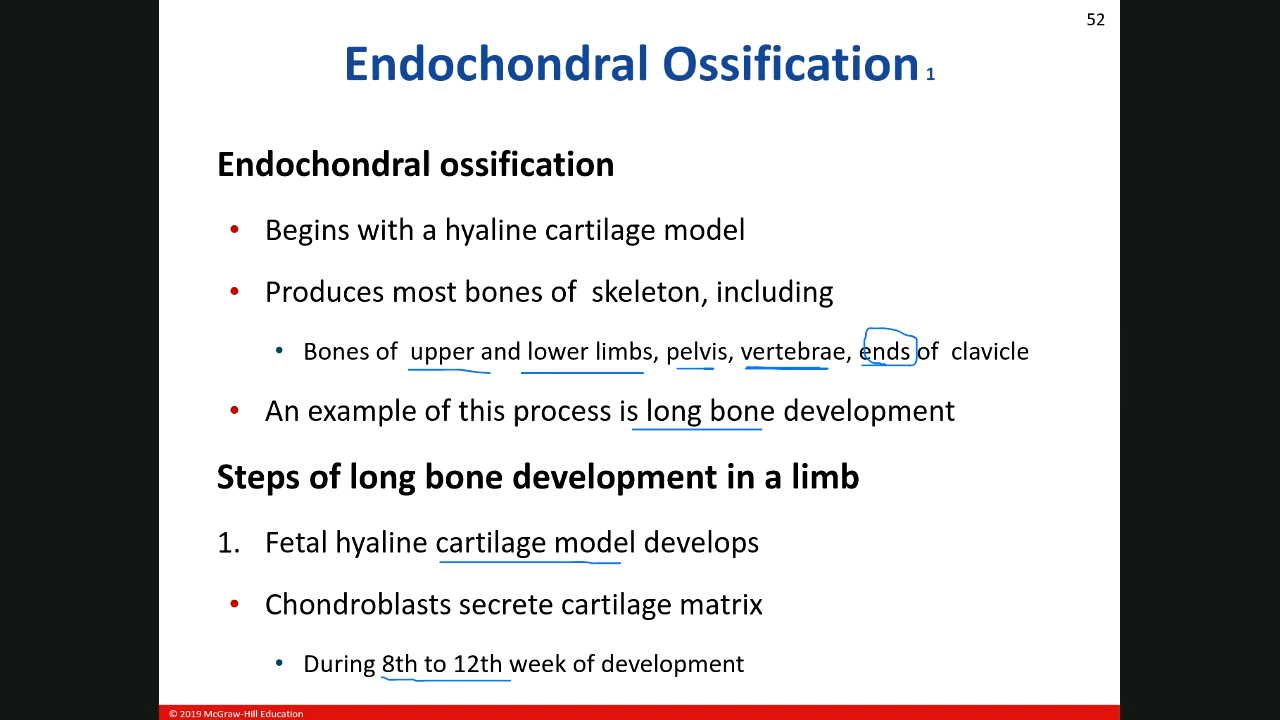 52
Endochondral Ossification 1
Endochondral ossification
• Begins with a hyaline cartilage model
• Produces most bones of skeleton, including
• Bones of upper and lower limbs, pelvis, vertebrae, ends of clavicle
• An example of this process is long bone development
Steps of long bone development in a limb
1. Fetal hyaline cartilage model develops
• Chondroblasts secrete cartilage matrix
• During 8th to 12th week of development
© 2019 McGraw-Hill Education